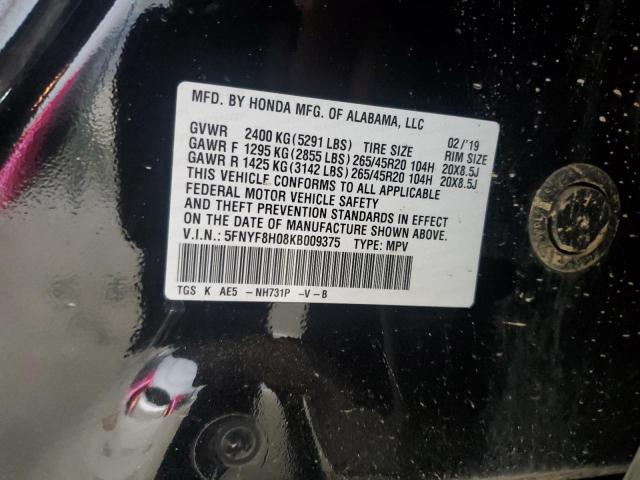 MFD. BY HONDA MFG. OF ALABAMA, LLC
02/'19
GVWR 2400 KG (5291 LBS) TIRE SIZE RIM SIZE
GAWR F 1295 KG (2855 LBS) 265/45R20 104H 20X8.5J
GAWR R 1425 KG (3142 LBS) 265/45R20 104H 20X8.5J
THIS VEHICLE CONFORMS TO ALL APPLICABLE
FEDERAL MOTOR VEHICLE SAFETY
AND THEFT PREVENTION STANDARDS IN EFFECT
ON THE DATE OF MANUFACTURE SHOWN ABOVE.
V.I.N.: 5FNYF8H08KB009375 TYPE: MPV
TGS K AE5 -NH731P -V-B